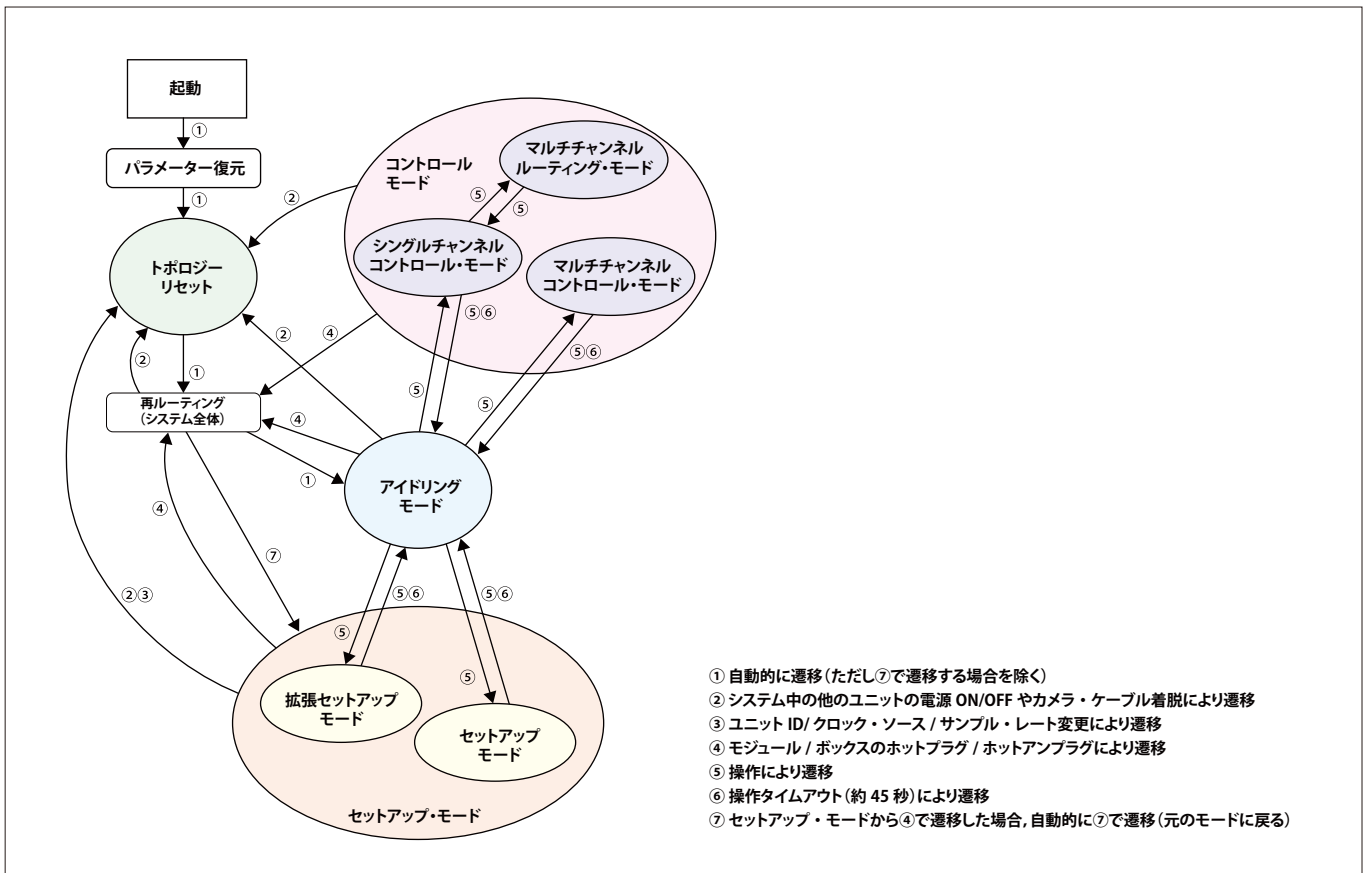 起動
①
パラメーター復元
①
トポロジー
リセット
②
コントロール
モード
マルチチャンネル
ルーティング・モード
⑤
⑤
シングルチャンネル
コントロール・モード
マルチチャンネル
コントロール・モード
⑤⑥
④
②
②
①
⑤⑥
⑤
⑤
再ルーティング
（システム全体）
④
①
アイドリング
モード
④
⑦
②③
⑤⑥
⑤⑥
⑤
⑤
拡張セットアップ
モード
セットアップ
モード
セットアップ・モード
① 自動的に遷移（ただし⑦で遷移する場合を除く）
② システム中の他のユニットの電源 ON/OFF やカメラ・ケーブル着脱により遷移
③ ユニット ID/ クロック・ソース / サンプル・レート変更により遷移
④ モジュール / ボックスのホットプラグ / ホットアンプラグにより遷移
⑤ 操作により遷移
⑥ 操作タイムアウト（約 45 秒）により遷移
⑦ セットアップ・モードから④で遷移した場合，自動的に⑦で遷移（元のモードに戻る）